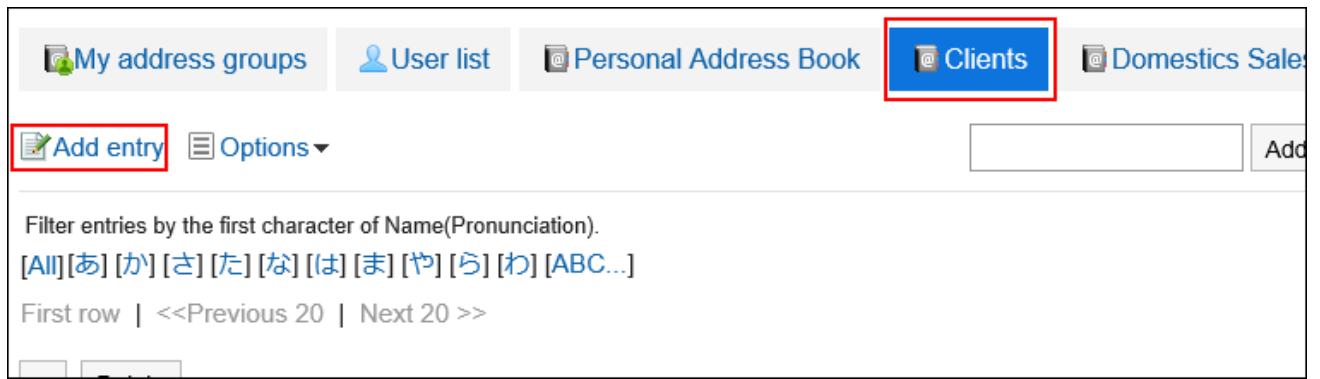 My address groups User list Personal Address Book Clients Domestics Sales
Add entry Options Add
Filter entries by the first character of Name(Pronunciation).
[All] [あ] [か] [さ] [た] [な] [は] [ま] [や] [ら] [わ] [ABC...]
First row | <<Previous 20 | Next 20 >>